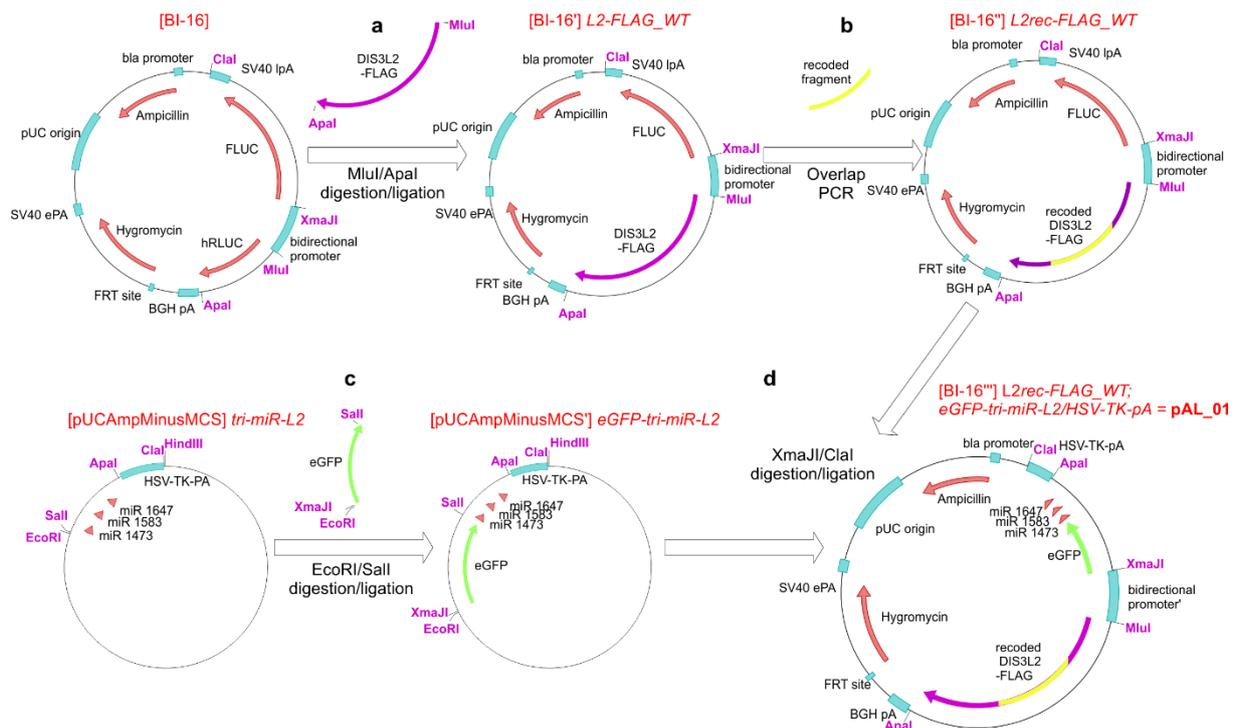 [BI-16]
a
[BI-16'] L2-FLAG_WT
b
[BI-16''] L2rec-FLAG_WT
MluI
DIS3L2
-FLAG
ApaI
MluI/ApaI
digestion/ligation
recoded
fragment
Overlap
PCR
bla promoter
ClaI
SV40 lpA
Ampicillin
pUC origin
FLUC
SV40 ePA
XmaJI
Hygromycin
hRLUC
bidirectional
promoter
MluI
FRT site
BGH pA
ApaI
bla promoter
ClaI
SV40 lpA
Ampicillin
pUC origin
FLUC
XmaJI
bidirectional
promoter
MluI
SV40 ePA
Hygromycin
DIS3L2
-FLAG
FRT site
BGH pA
ApaI
bla promoter
ClaI
SV40 lpA
Ampicillin
pUC origin
FLUC
XmaJI
bidirectional
promoter
MluI
SV40 ePA
Hygromycin
recoded
DIS3L2
-FLAG
FRT site
BGH pA
ApaI
c
[pUCAmpMinusMCS] tri-miR-L2
ApaI
ClaI
HindIII
HSV-TK-PA
miR 1647
miR 1583
miR 1473
SalI
EcoRI
SalI
eGFP
XmaJI
EcoRI
EcoRI/SalI
digestion/ligation
[pUCAmpMinusMCS'] eGFP-tri-miR-L2
ApaI
ClaI
HindIII
HSV-TK-PA
SalI
miR 1647
miR 1583
miR 1473
eGFP
XmaJI
EcoRI
d
XmaJI/ClaI
digestion/ligation
[BI-16'''] L2rec-FLAG_WT;
eGFP-tri-miR-L2/HSV-TK-pA = pAL_01
bla promoter
ClaI
HSV-TK-pA
ApaI
Ampicillin
pUC origin
miR 1647
miR 1583
miR 1473
eGFP
XmaJI
bidirectional
promoter'
MluI
SV40 ePA
Hygromycin
recoded
DIS3L2
-FLAG
FRT site
BGH pA
ApaI